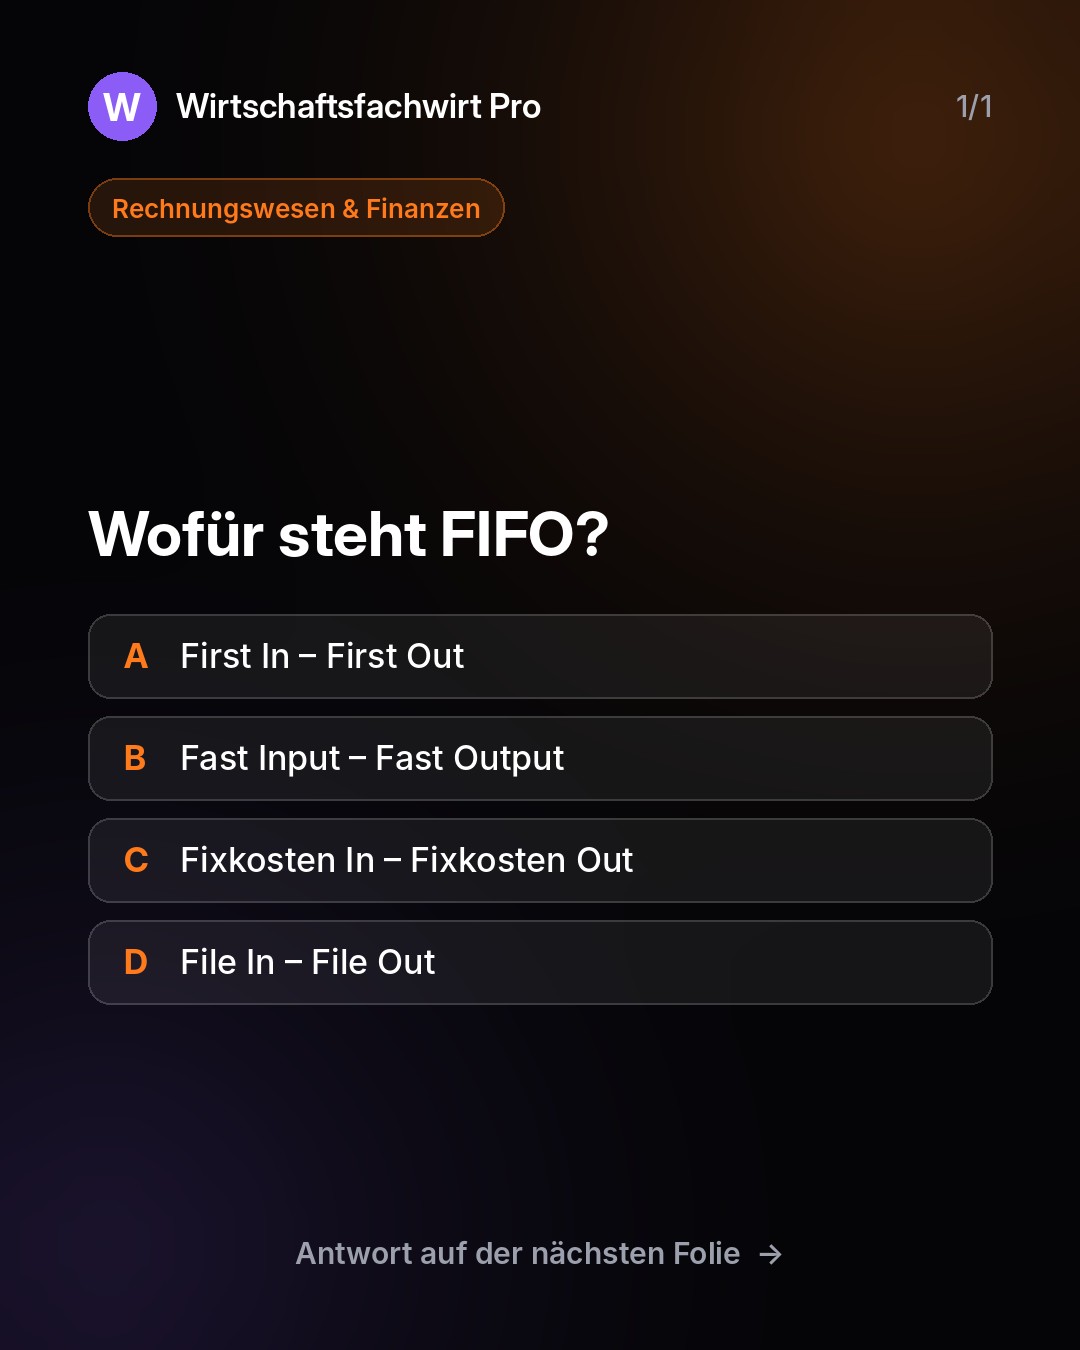 W Wirtschaftsfachwirt Pro 1/1
Rechnungswesen & Finanzen
Wofür steht FIFO?
A First In – First Out
B Fast Input – Fast Output
C Fixkosten In – Fixkosten Out
D File In – File Out
Antwort auf der nächsten Folie →